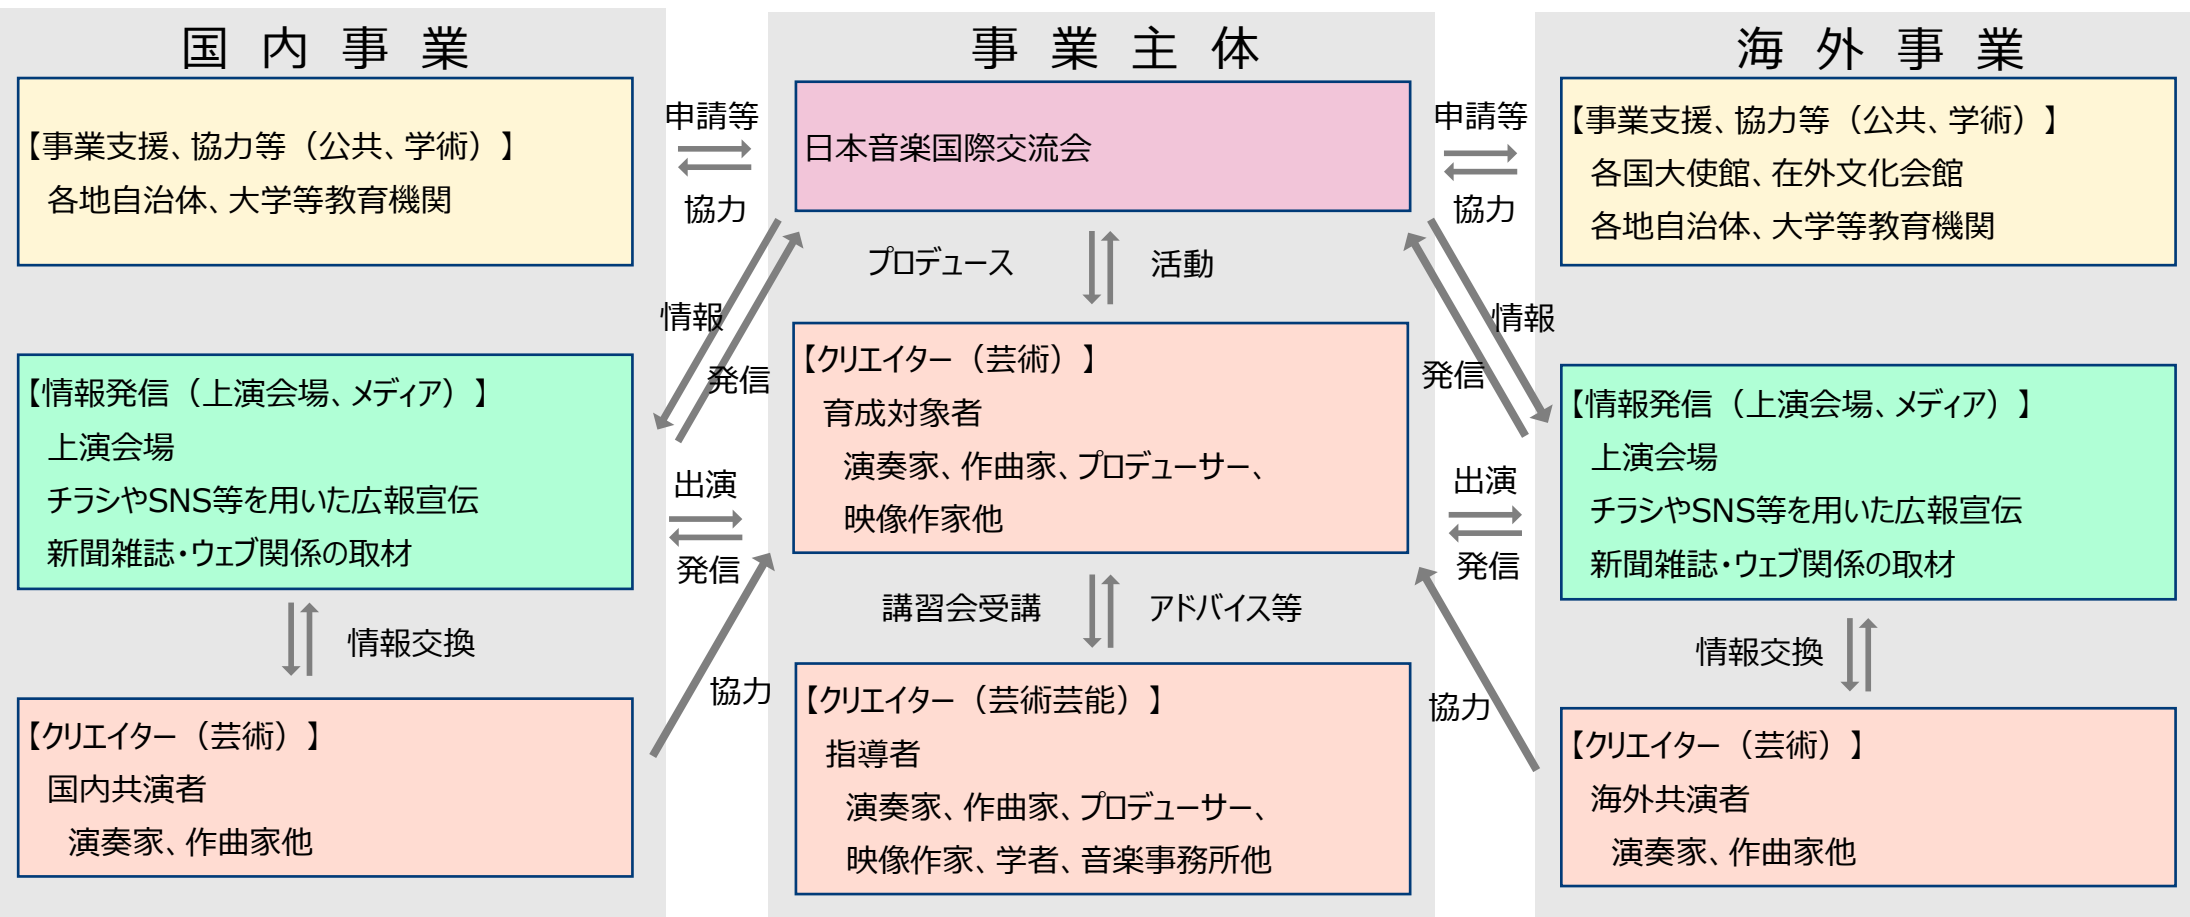 国内事業
【事業支援、協力等（公共、学術）】
各地自治体、大学等教育機関
【情報発信（上演会場、メディア）】
上演会場
チラシやSNS等を用いた広報宣伝
新聞雑誌・ウェブ関係の取材
情報交換
【クリエイター（芸術）】
国内共演者
演奏家、作曲家他
申請等
協力
情報
発信
出演
発信
協力
事業主体
日本音楽国際交流会
プロデュース
活動
【クリエイター（芸術）】
育成対象者
演奏家、作曲家、プロデューサー、
映像作家他
講習会受講
アドバイス等
【クリエイター（芸術芸能）】
指導者
演奏家、作曲家、プロデューサー、
映像作家、学者、音楽事務所他
申請等
協力
情報
発信
出演
発信
協力
海外事業
【事業支援、協力等（公共、学術）】
各国大使館、在外文化会館
各地自治体、大学等教育機関
【情報発信（上演会場、メディア）】
上演会場
チラシやSNS等を用いた広報宣伝
新聞雑誌・ウェブ関係の取材
情報交換
【クリエイター（芸術）】
海外共演者
演奏家、作曲家他